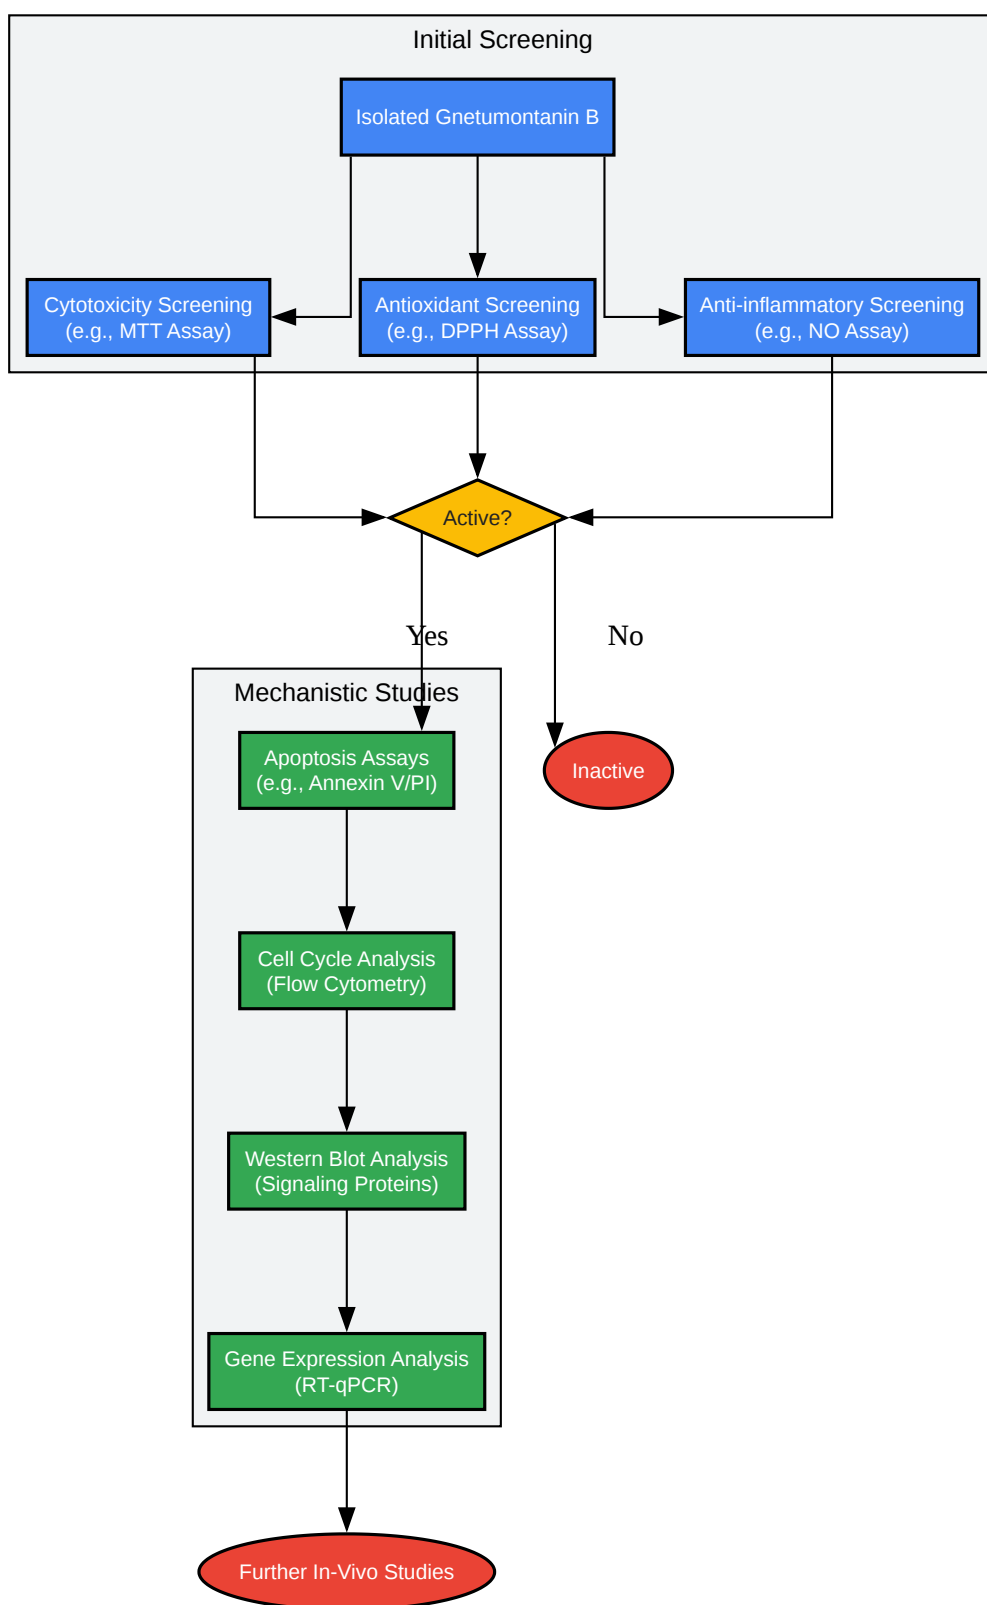 Initial Screening
Isolated Gnetumontanin B
Cytotoxicity Screening
(e.g., MTT Assay)
Antioxidant Screening
(e.g., DPPH Assay)
Anti-inflammatory Screening
(e.g., NO Assay)
Active?
Yes
No
Mechanistic Studies
Apoptosis Assays
(e.g., Annexin V/PI)
Inactive
Cell Cycle Analysis
(Flow Cytometry)
Western Blot Analysis
(Signaling Proteins)
Gene Expression Analysis
(RT-qPCR)
Further In-Vivo Studies